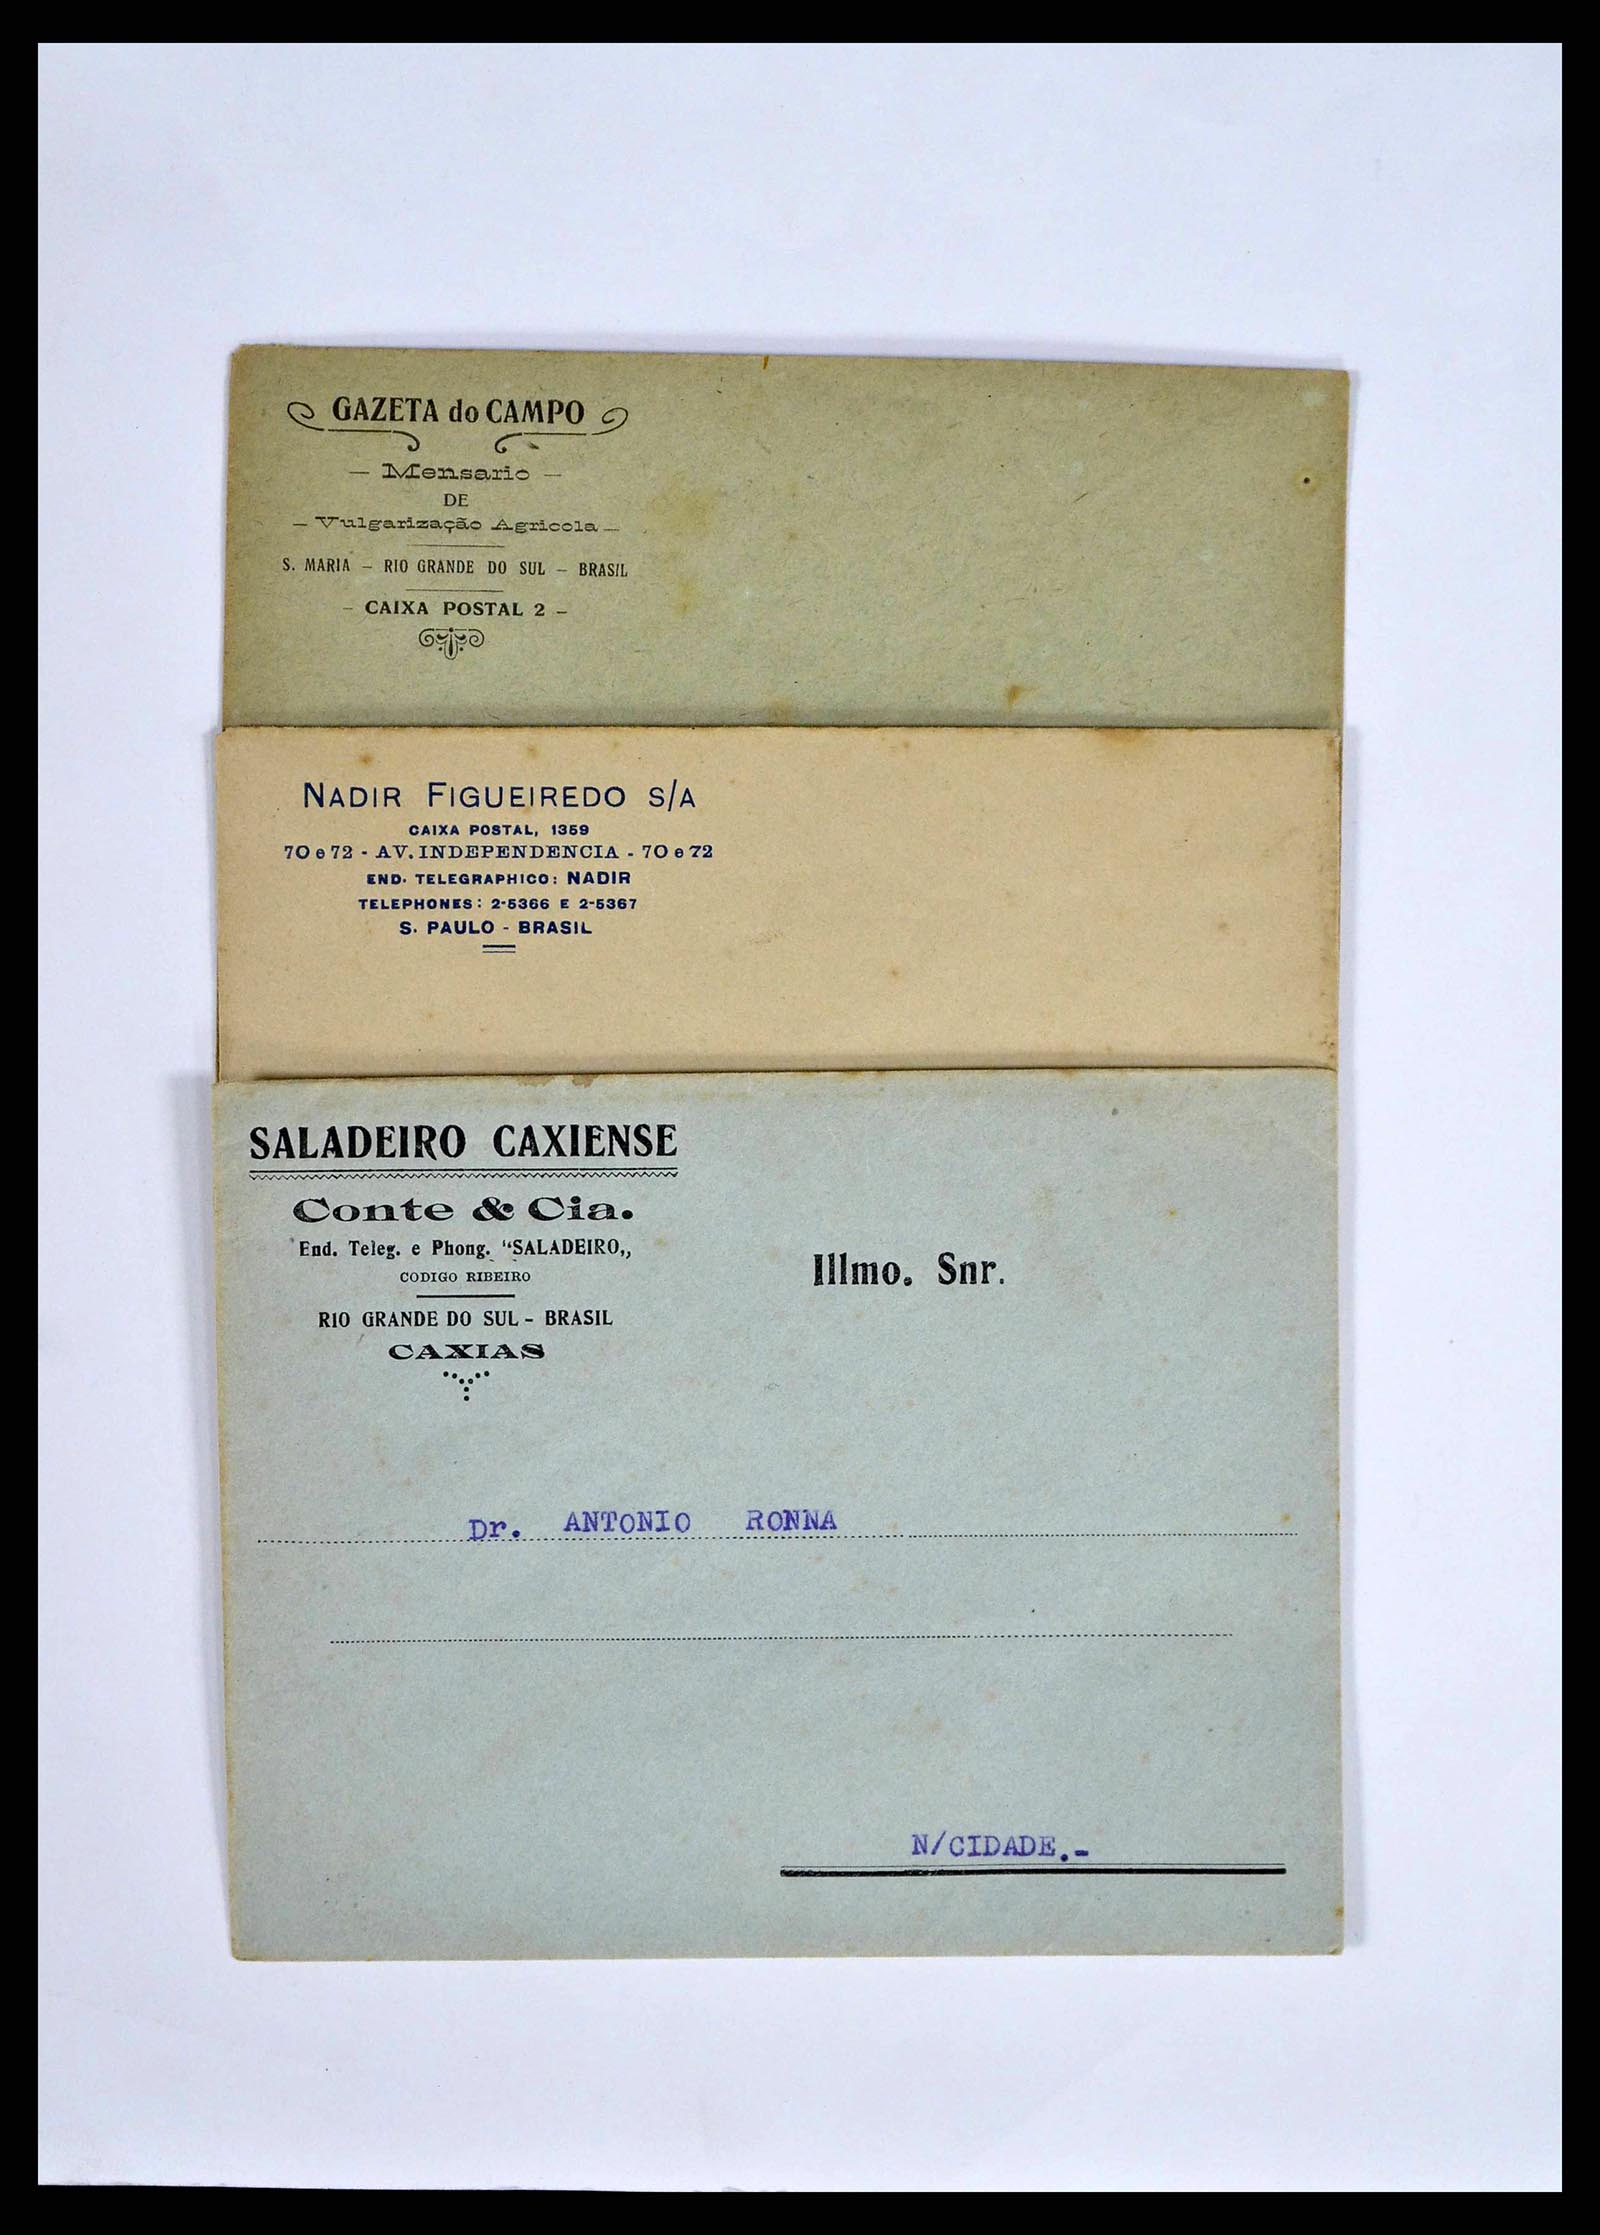 GAZETA do CAMPO
— Mensario —
DE
— Vulgarização Agricola —
S. MARIA — RIO GRANDE DO SUL — BRASIL
– CAIXA POSTAL 2 –
NADIR FIGUEIREDO S/A
CAIXA POSTAL, 1359
70 e 72 - AV. INDEPENDENCIA - 70 e 72
END. TELEGRAPHICO: NADIR
TELEPHONES: 2-5366 E 2-5367
S. PAULO - BRASIL
SALADEIRO CAXIENSE
Conte & Cia.
End. Teleg. e Phong. "SALADEIRO„
CODIGO RIBEIRO
RIO GRANDE DO SUL - BRASIL
CAXIAS
Illmo. Snr.
Dr. ANTONIO RONNA
N/CIDADE.-